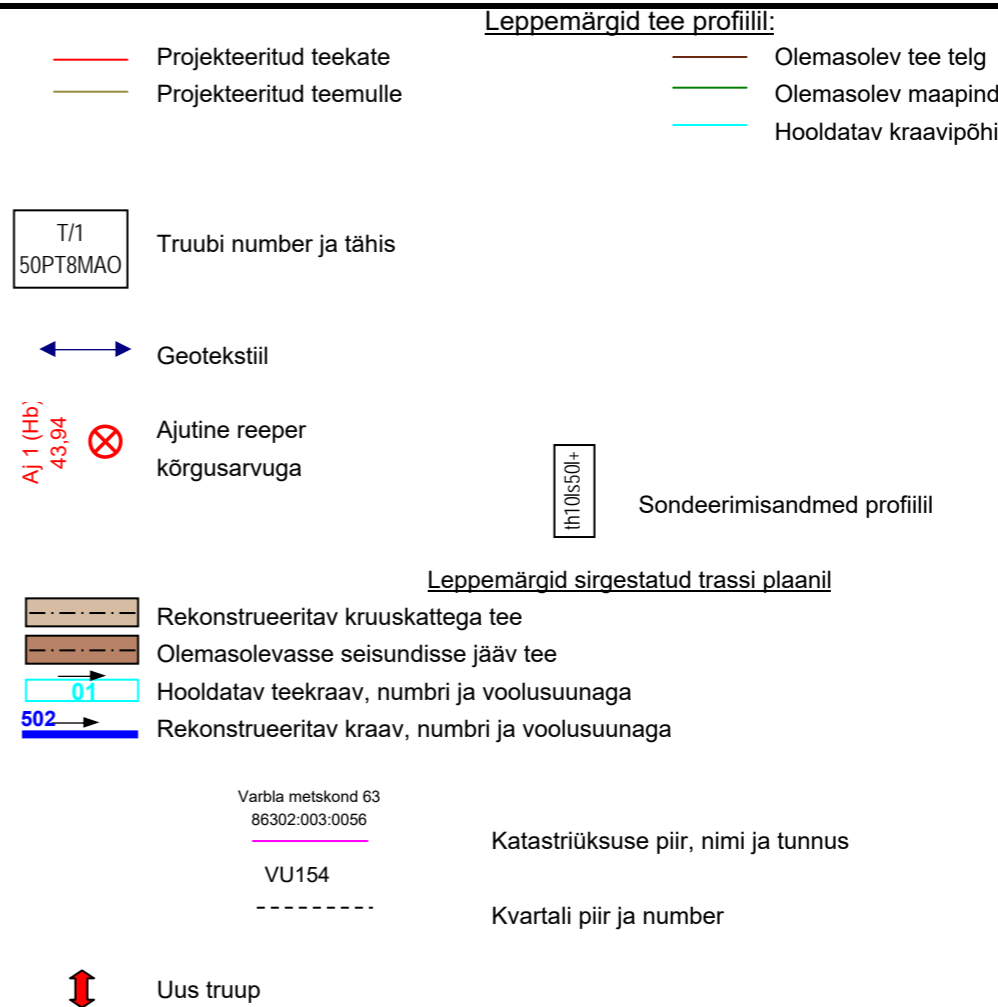 Leppemärgid tee profiilil:
Projekteeritud teekate
Olemasolev tee telg
Projekteeritud teemulle
Olemasolev maapind
Hooldatav kraavipõhi
T/1
50PT8MAO
Truubi number ja tähis
Geotekstiil
Aj 1 (Hb)
43,94
Ajutine reeper
kõrgusarvuga
th10ls50l+
Sondeerimisandmed profiilil
Leppemärgid sirgestatud trassi plaanil
Rekonstrueeritav kruuskattega tee
Olemasolevasse seisundisse jääv tee
01
Hooldatav teekraav, numbri ja voolusuunaga
502
Rekonstrueeritav kraav, numbri ja voolusuunaga
Varbla metskond 63
86302:003:0056
Katastriüksuse piir, nimi ja tunnus
VU154
Kvartali piir ja number
Uus truup